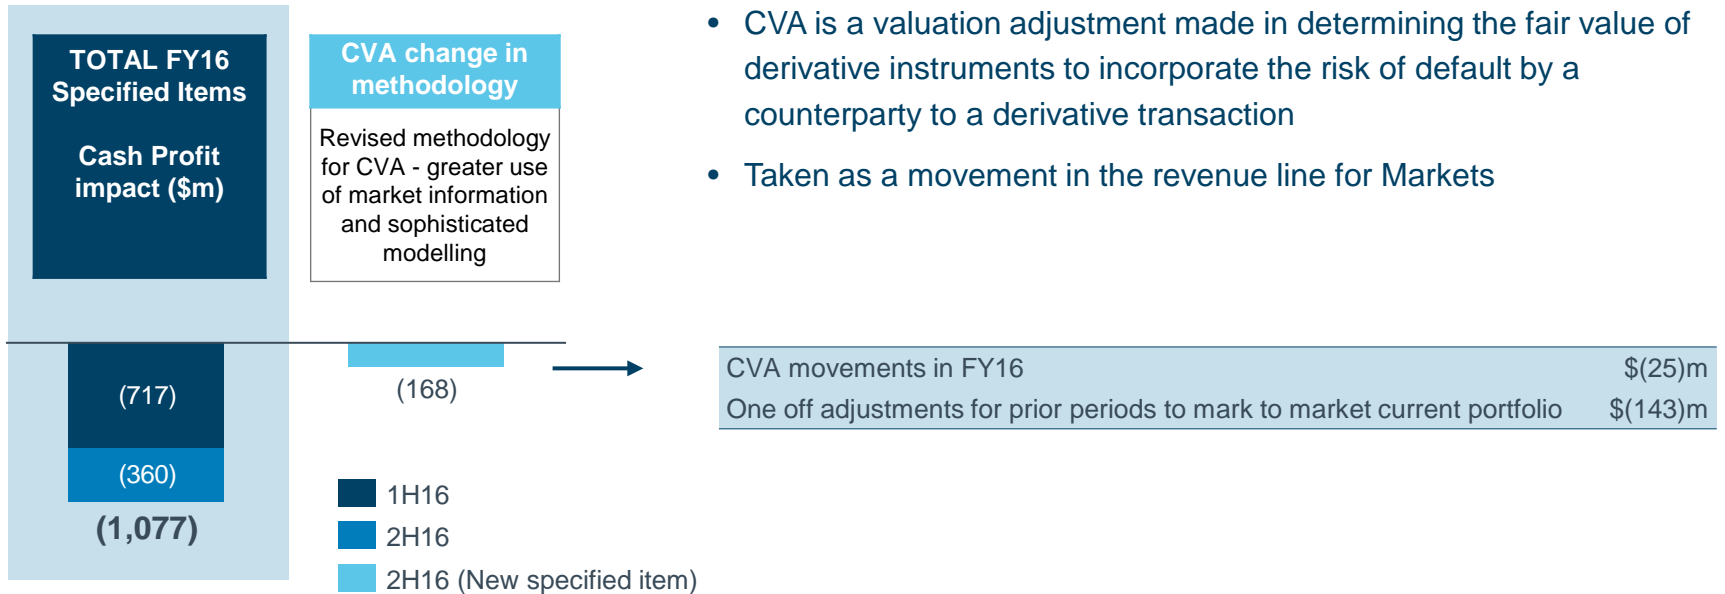 TOTAL FY16
Specified Items
Cash Profit
impact ($m)
CVA change in
methodology
Revised methodology
for CVA - greater use
of market information
and sophisticated
modelling
• CVA is a valuation adjustment made in determining the fair value of
derivative instruments to incorporate the risk of default by a
counterparty to a derivative transaction
• Taken as a movement in the revenue line for Markets
(717)
(360)
(1,077)
(168)
CVA movements in FY16 $(25)m
One off adjustments for prior periods to mark to market current portfolio $(143)m
1H16
2H16
2H16 (New specified item)